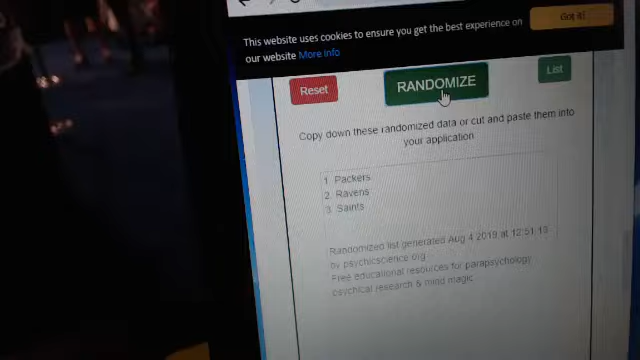 This website uses cookies to ensure you get the best experience on
our website More info
Got it!
Reset
RANDOMIZE
List
Copy down these randomized data or cut and paste them into
your application
1 Packers
2 Ravens
3 Saints
Randomized list generated Aug 4 2019 at 12:51:13
by psychicscience.org
Free educational resources for parapsychology
psychical research & mind magic